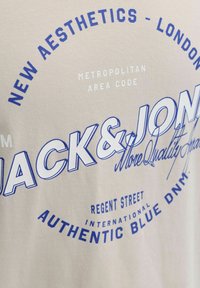 NEW AESTHETICS - LONDON
METROPOLITAN
AREA CODE
M
JACK&JON
More Quality
REGENT STREET
INTERNATIONAL
AUTHENTIC BLUE DNM.